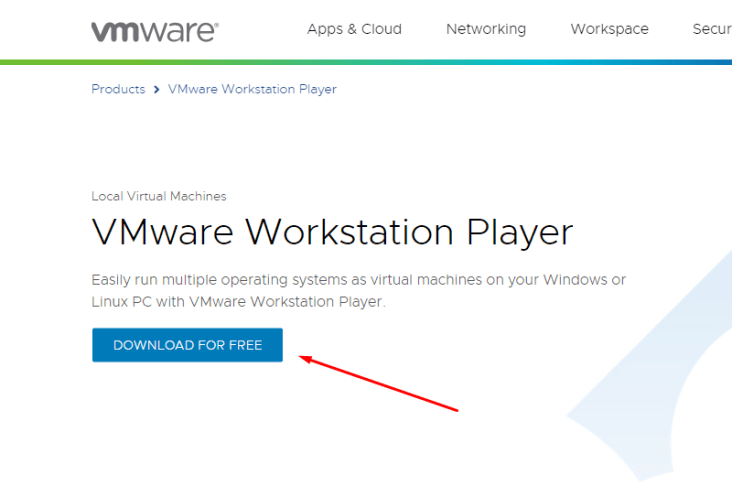 vmware®
Apps & Cloud Networking Workspace Secur
Products > VMware Workstation Player
Local Virtual Machines
VMware Workstation Player
Easily run multiple operating systems as virtual machines on your Windows or
Linux PC with VMware Workstation Player.
DOWNLOAD FOR FREE